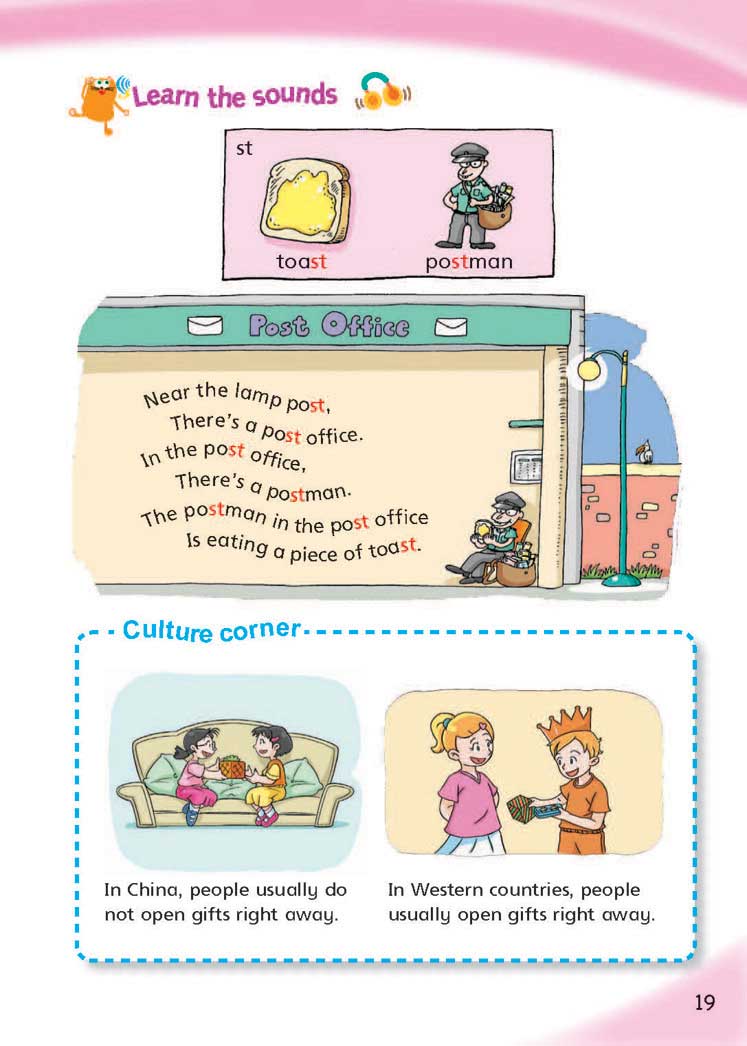 Learn the sounds
st
toast
postman
Post Office
Near the lamp post,
There's a post office.
In the post office,
There's a postman.
The postman in the post office
Is eating a piece of toast.
Culture corner
In China, people usually do
not open gifts right away.
In Western countries, people
usually open gifts right away.
19